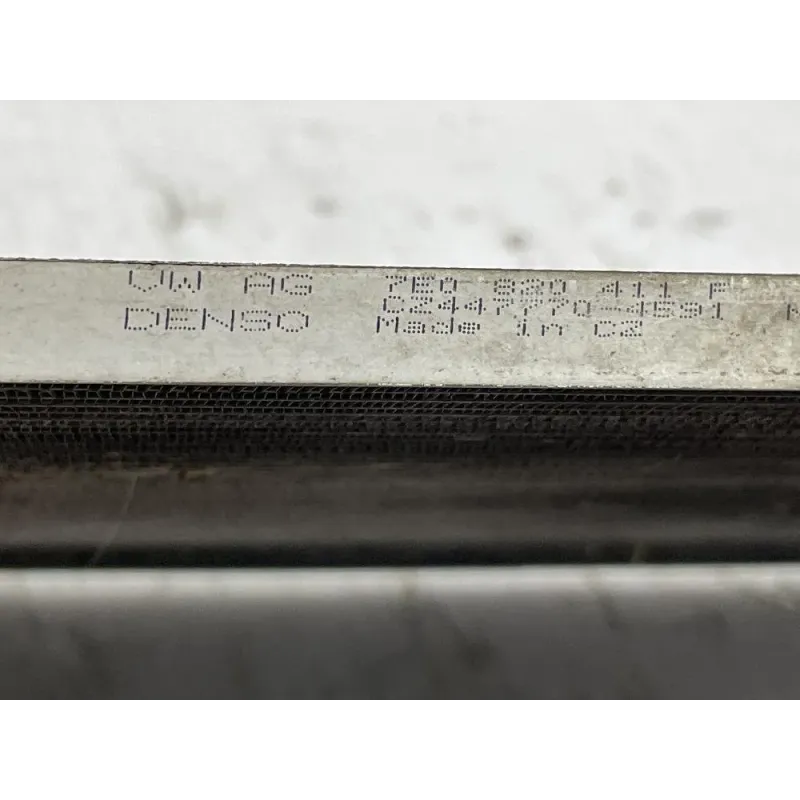 VW AG 7E0 820 411 F
DENSO Made in CZ